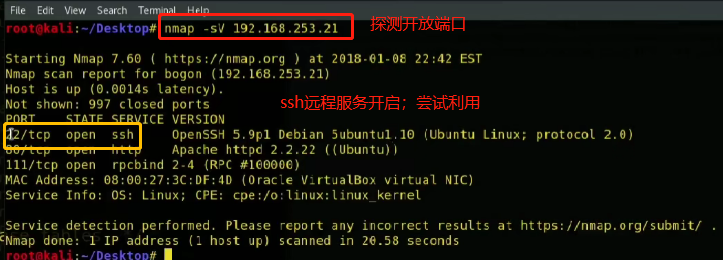 File Edit View Search Terminal Help
root@kali:~/Desktop# nmap -sV 192.168.253.21 探测开放端口
Starting Nmap 7.60 ( https://nmap.org ) at 2018-01-08 22:42 EST
Nmap scan report for bogon (192.168.253.21)
Host is up (0.0014s latency).
Not shown: 997 closed ports
ssh远程服务开启；尝试利用
PORT STATE SERVICE VERSION
22/tcp open ssh OpenSSH 5.9p1 Debian 5ubuntu1.10 (Ubuntu Linux; protocol 2.0)
80/tcp open http Apache httpd 2.2.22 ((Ubuntu))
111/tcp open rpcbind 2-4 (RPC #100000)
MAC Address: 08:00:27:3C:DF:4D (Oracle VirtualBox virtual NIC)
Service Info: OS: Linux; CPE: cpe:/o:linux:linux_kernel
Service detection performed. Please report any incorrect results at https://nmap.org/submit/ .
Nmap done: 1 IP address (1 host up) scanned in 20.58 seconds
root@kali:~/Desktop#